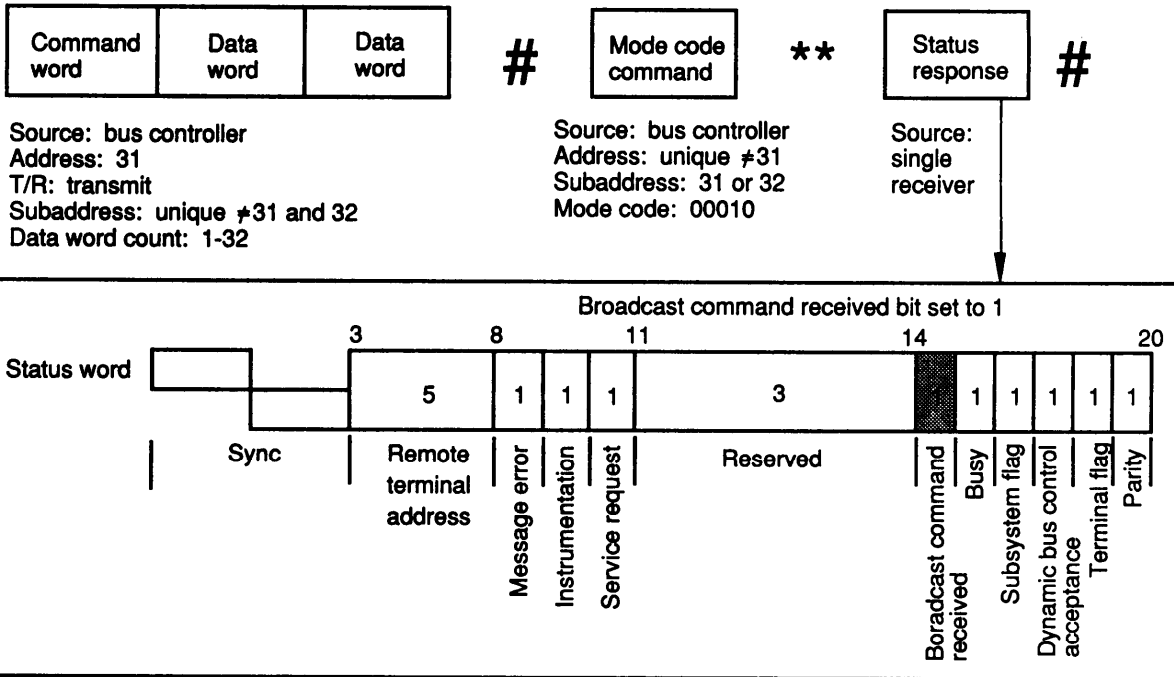 Command word
Data word
Data word
#
Mode code command
**
Status response
#
Source: bus controller
Address: 31
T/R: transmit
Subaddress: unique ≠31 and 32
Data word count: 1-32
Source: bus controller
Address: unique ≠31
Subaddress: 31 or 32
Mode code: 00010
Source:
single
receiver
Broadcast command received bit set to 1
3 8 11 14 20
Status word
5 1 1 1 3 1 1 1 1 1 1
Sync
Remote terminal address
Message error
Instrumentation
Service request
Reserved
Boradcast command received
Busy
Subsystem flag
Dynamic bus control acceptance
Terminal flag
Parity